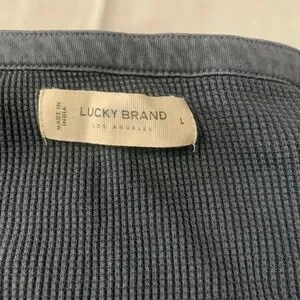 MADE IN
INDIA
LUCKY BRAND
LOS ANGELES
L